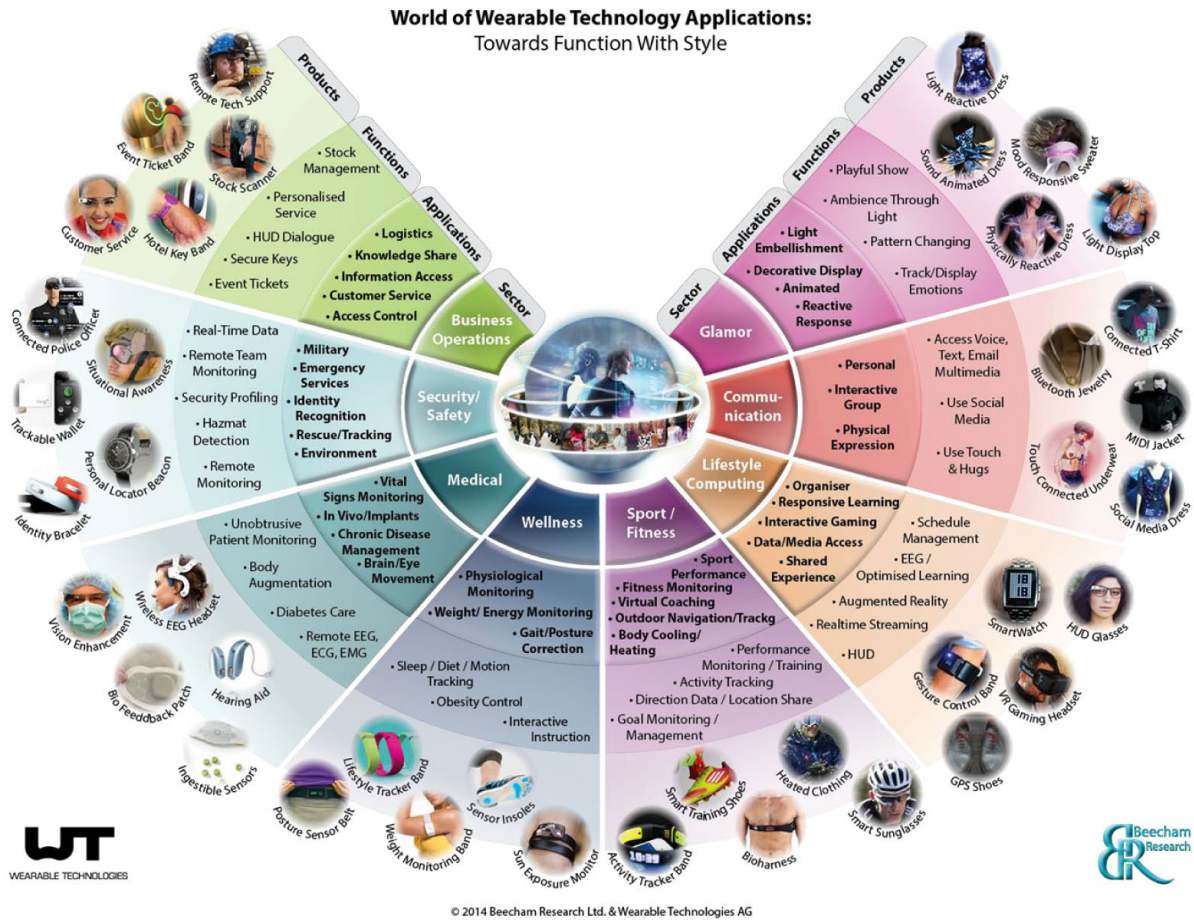 World of Wearable Technology Applications:
Towards Function With Style
Products
Functions
Applications
Sector
Business
Operations
• Logistics
• Knowledge Share
• Information Access
• Customer Service
• Access Control
• Stock
Management
• Personalised
Service
• HUD Dialogue
• Secure Keys
• Event Tickets
Remote Tech Support
Event Ticket Band
Stock Scanner
Customer Service
Hotel Key Band
Security/
Safety
• Military
• Emergency
Services
• Identity
Recognition
• Rescue/Tracking
• Environment
• Real-Time Data
• Remote Team
Monitoring
• Security Profiling
• Hazmat
Detection
• Remote
Monitoring
Connected Police Officer
Situational Awareness
Trackable Wallet
Personal Locator Beacon
Identity Bracelet
Medical
• Vital
Signs Monitoring
• In Vivo/Implants
• Chronic Disease
Management
• Brain/Eye
Movement
• Unobtrusive
Patient Monitoring
• Body
Augmentation
• Diabetes Care
• Remote EEG,
ECG, EMG
Vision Enhancement
Wireless EEG Headset
Bio Feeddback Patch
Hearing Aid
Ingestible Sensors
Wellness
• Physiological
Monitoring
• Weight/ Energy Monitoring
• Gait/Posture
Correction
• Sleep / Diet / Motion
Tracking
• Obesity Control
• Interactive
Instruction
Posture Sensor Belt
Lifestyle Tracker Band
Weight Monitoring Band
Sensor Insoles
Sun Exposure Monitor
Sport /
Fitness
• Sport
Performance
• Fitness Monitoring
• Virtual Coaching
• Outdoor Navigation/Trackg
• Body Cooling/
Heating
• Performance
Monitoring / Training
• Activity Tracking
• Direction Data / Location Share
• Goal Monitoring /
Management
Activity Tracker Band
10:39
Smart Training Shoes
Bioharness
Heated Clothing
Smart Sunglasses
Lifestyle
Computing
• Organiser
• Responsive Learning
• Interactive Gaming
• Data/Media Access
• Shared
Experience
• Schedule
Management
• EEG /
Optimised Learning
• Augmented Reality
• Realtime Streaming
• HUD
SmartWatch
18
18
HUD Glasses
Gesture Control Band
VR Gaming Headset
GPS Shoes
Commu-
nication
• Personal
• Interactive
Group
• Physical
Expression
• Access Voice,
Text, Email
Multimedia
• Use Social
Media
• Use Touch
& Hugs
Connected T-Shirt
Bluetooth Jewelry
MIDI Jacket
Touch Connected Underwear
Social Media Dress
Products
Functions
Applications
Sector
Glamor
• Light
Embellishment
• Decorative Display
• Animated
• Reactive
Response
• Playful Show
• Ambience Through
Light
• Pattern Changing
• Track/Display
Emotions
Light Reactive Dress
Sound Animated Dress
Mood Responsive Sweater
Physically Reactive Dress
Light Display Top
WT
WEARABLE TECHNOLOGIES
BR
Beecham
Research
© 2014 Beecham Research Ltd. & Wearable Technologies AG